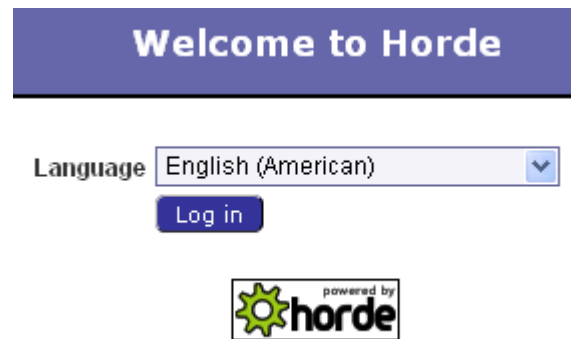 Welcome to Horde
Language English (American)
Log in
powered by
horde